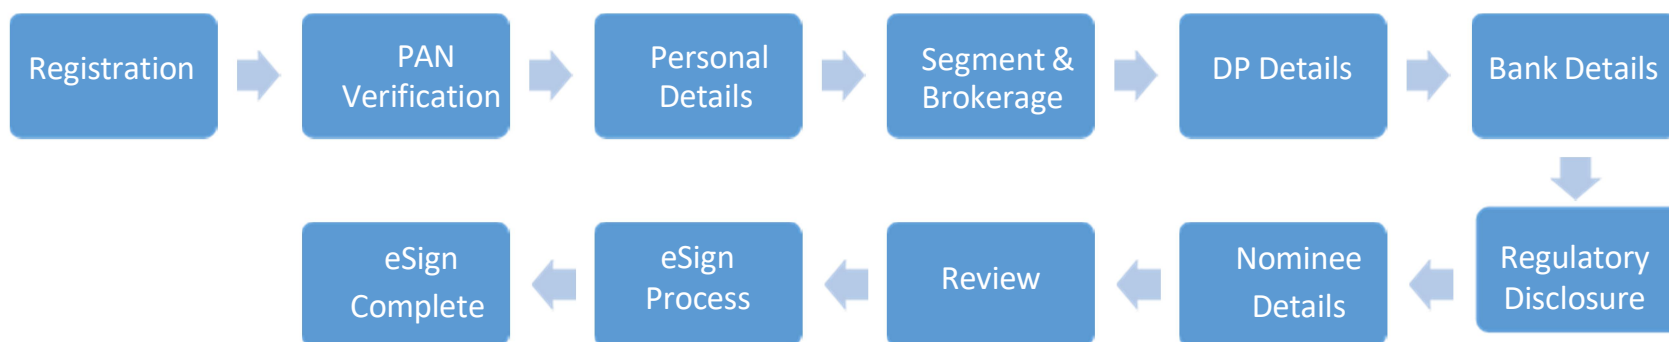 Registration
PAN
Verification
Personal
Details
Segment &
Brokerage
DP Details
Bank Details
Regulatory
Disclosure
Nominee
Details
Review
eSign
Process
eSign
Complete